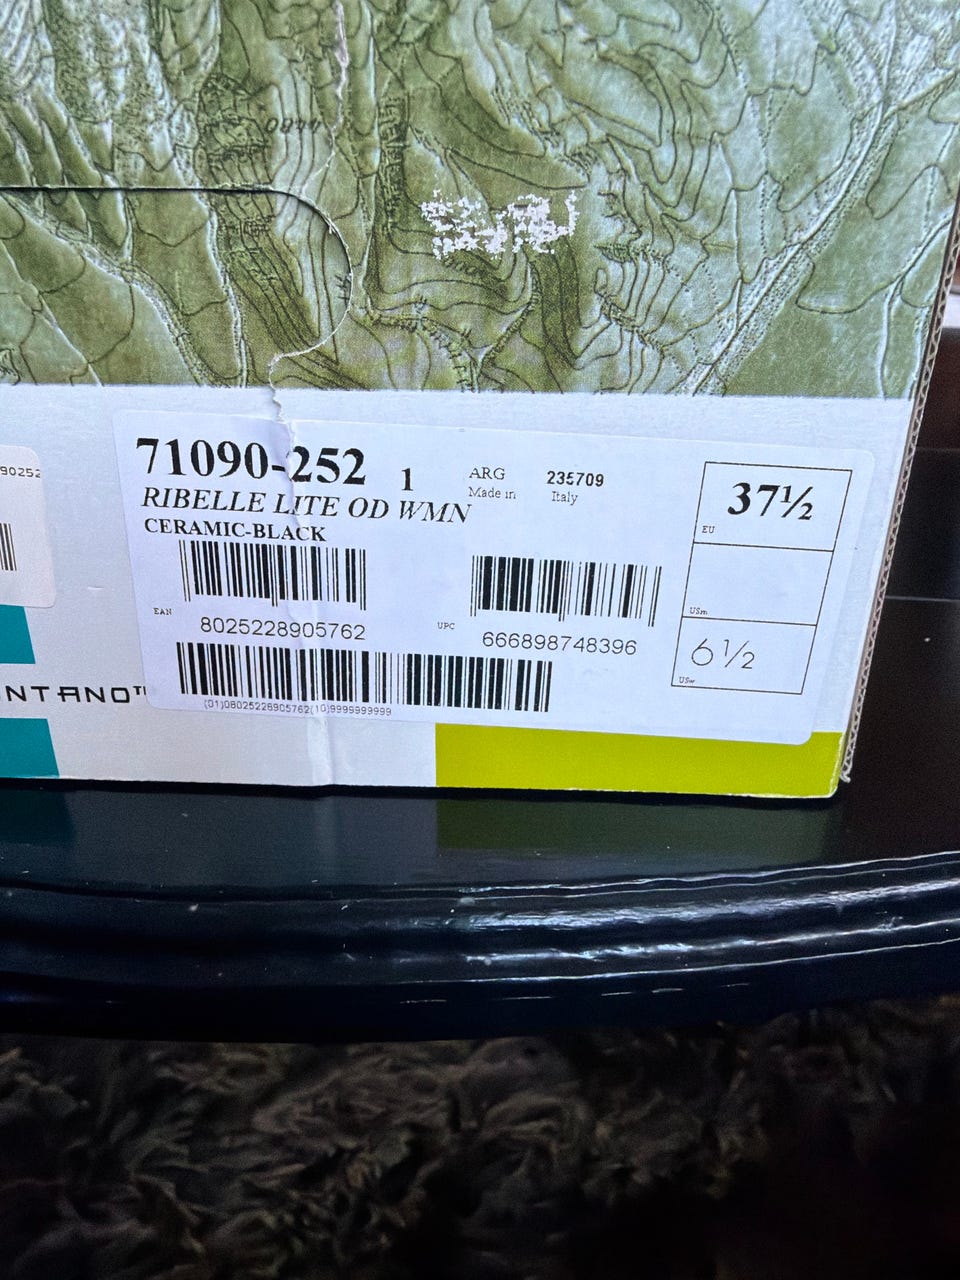 71090-252 1
RIBELLE LITE OD WMN
CERAMIC-BLACK
ARG 235709
Made in Italy
37½
EU
USm
6½
USw
EAN
8025228905762
UPC
666898748396
(01)08025228905762(10)9999999999
90252
NTANO™